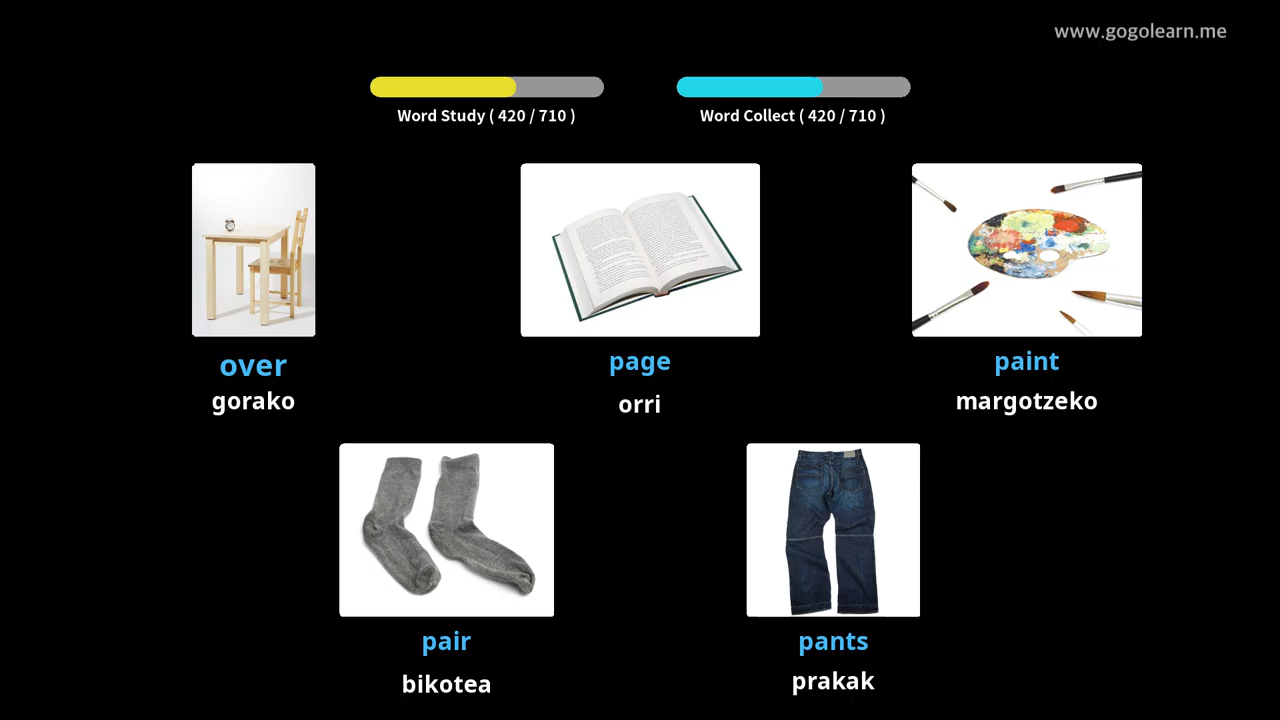 www.gogolearn.me
Word Study ( 420 / 710 )
Word Collect ( 420 / 710 )
over
gorako
page
orri
paint
margotzeko
pair
bikotea
pants
prakak